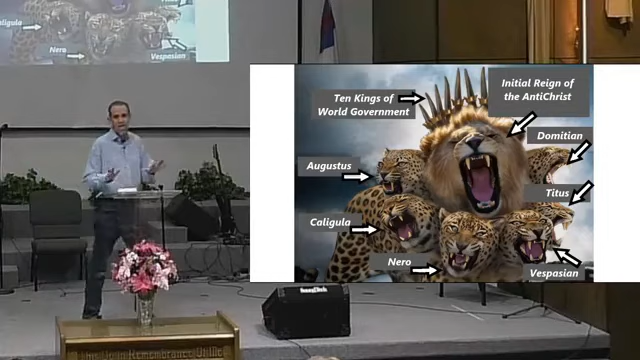 Caligula
Nero
Vespasian
Ten Kings of
World Government
Initial Reign of
the AntiChrist
Domitian
Augustus
Titus
Caligula
Nero
Vespasian